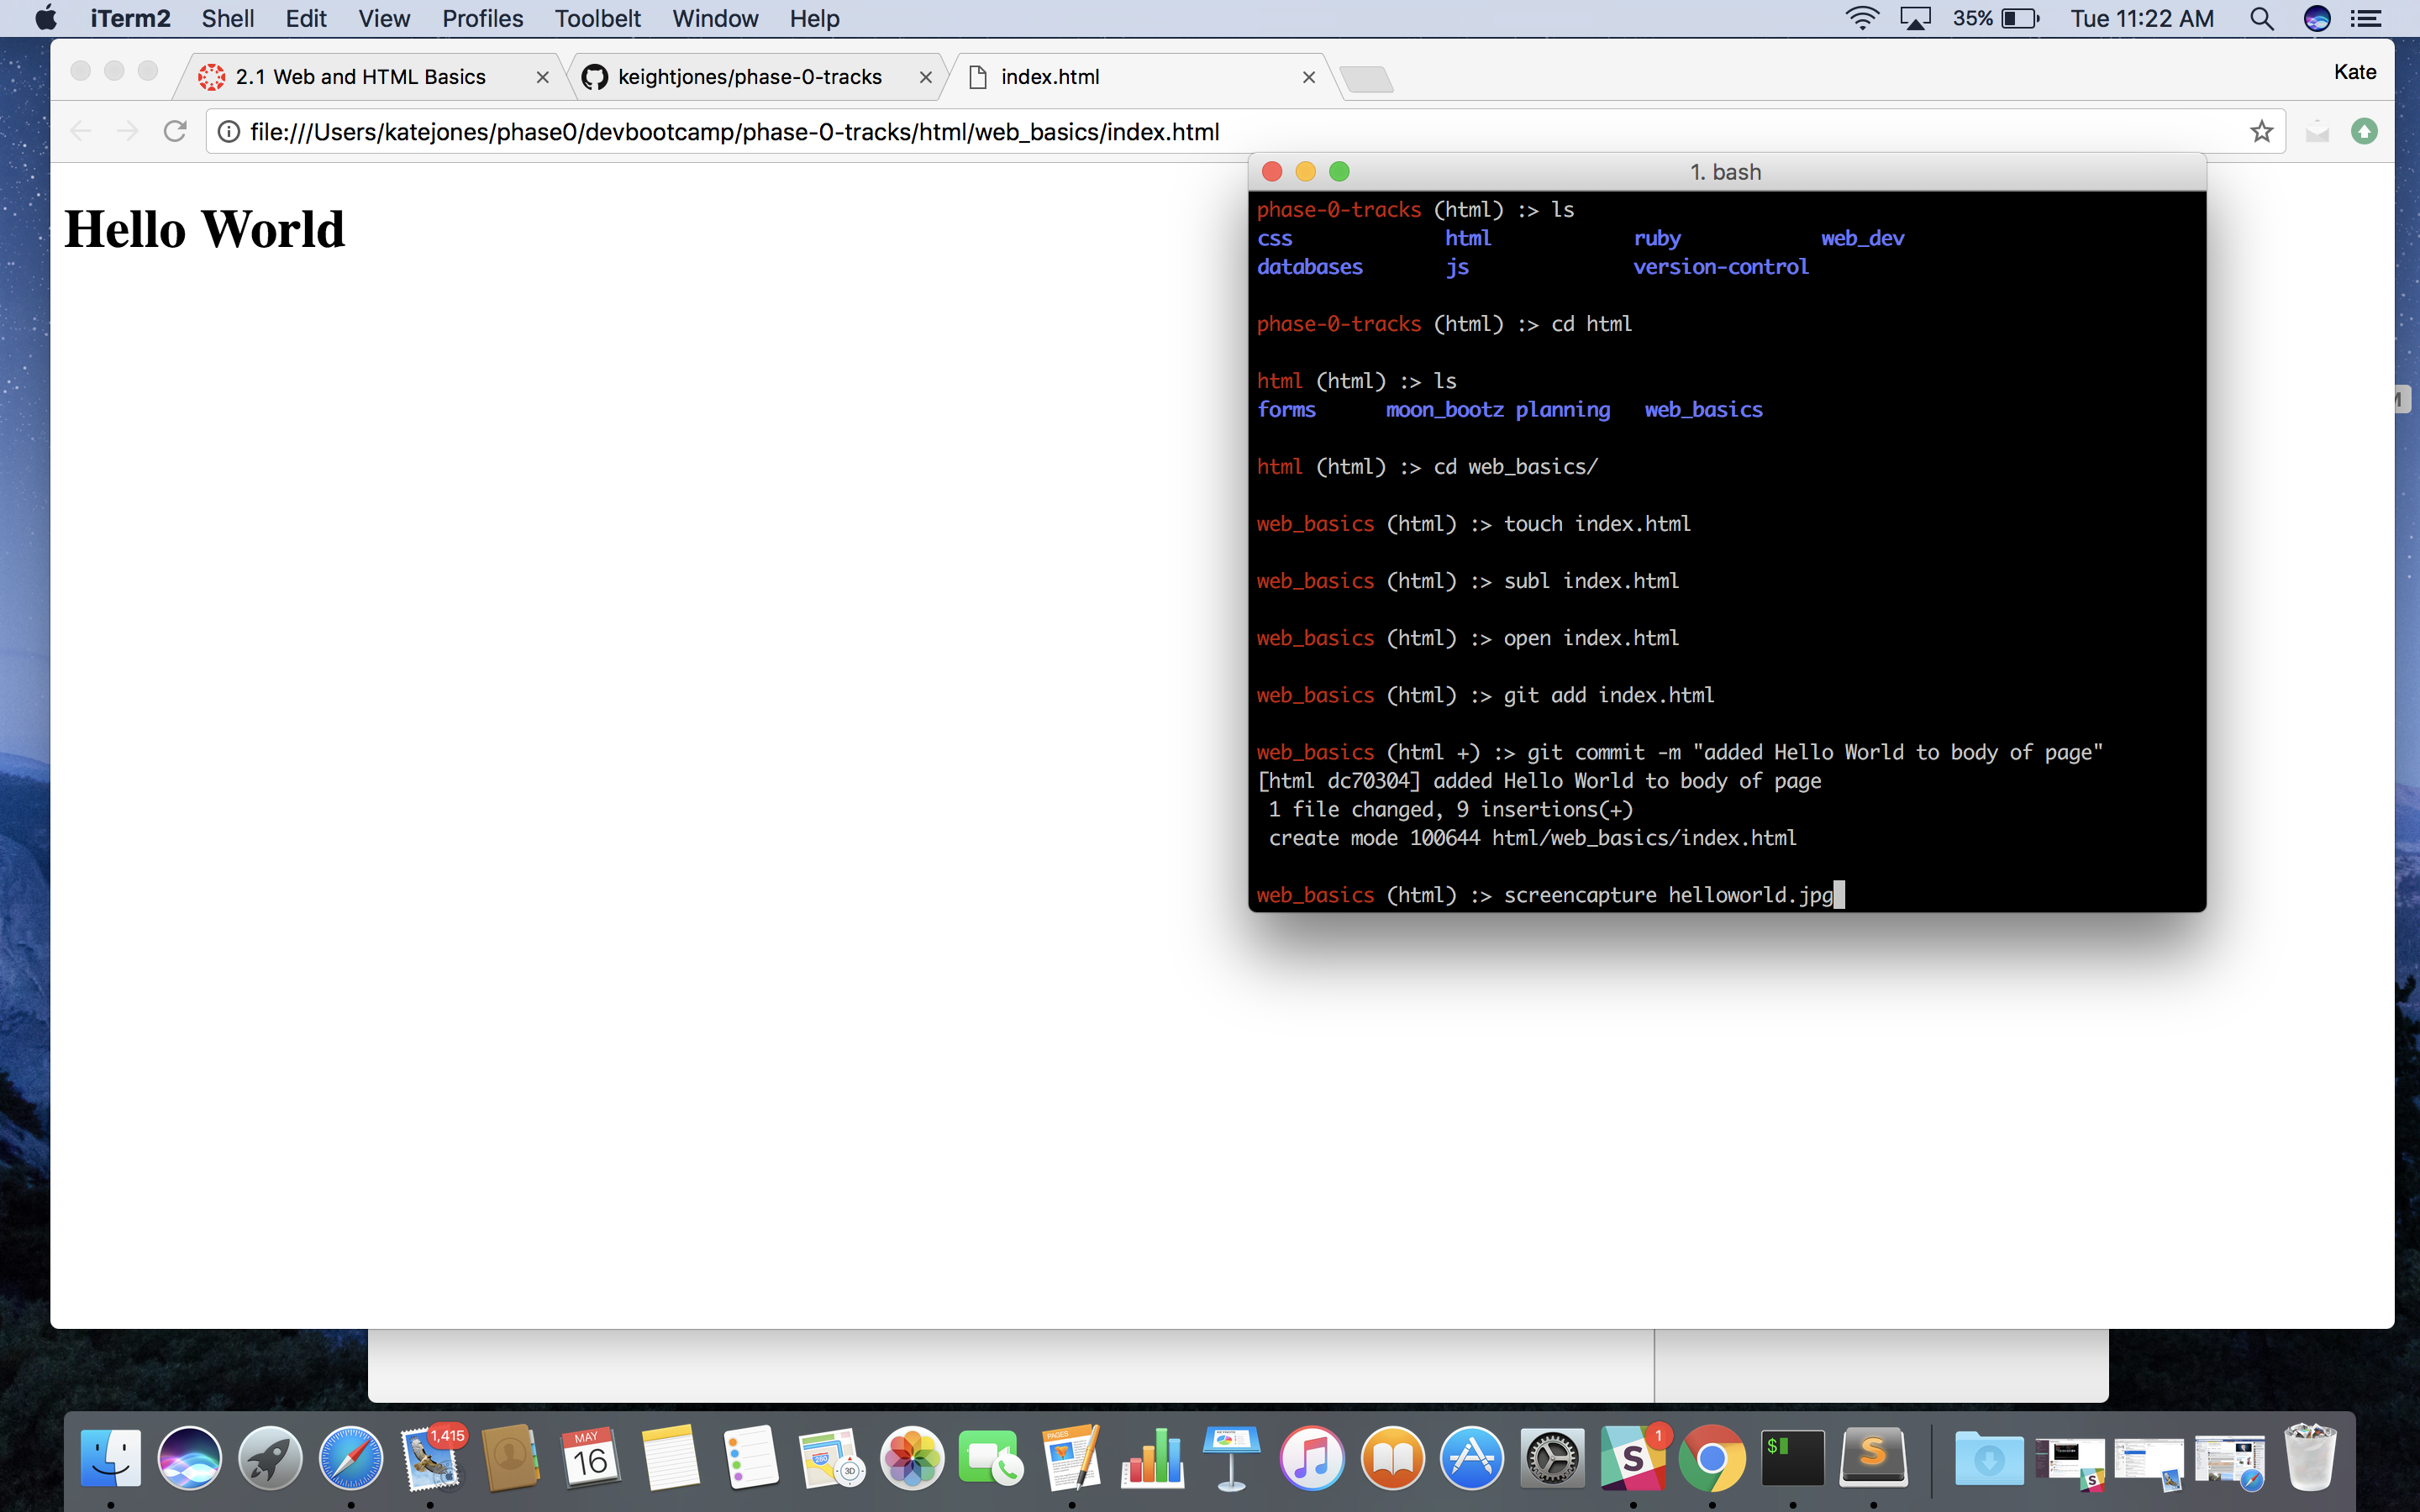 iTerm2 Shell Edit View Profiles Toolbelt Window Help 35% Tue 11:22 AM
2.1 Web and HTML Basics keightjones/phase-0-tracks index.html Kate
file:///Users/katejones/phase0/devbootcamp/phase-0-tracks/html/web_basics/index.html
Hello World
1. bash
phase-0-tracks (html) :> ls
css html ruby web_dev
databases js version-control
phase-0-tracks (html) :> cd html
html (html) :> ls
forms moon_bootz planning web_basics
html (html) :> cd web_basics/
web_basics (html) :> touch index.html
web_basics (html) :> subl index.html
web_basics (html) :> open index.html
web_basics (html) :> git add index.html
web_basics (html +) :> git commit -m "added Hello World to body of page"
[html dc70304] added Hello World to body of page
1 file changed, 9 insertions(+)
create mode 100644 html/web_basics/index.html
web_basics (html) :> screencapture helloworld.jpg
1,415
MAY
16
280
3D
PAGES
1
S
$
S